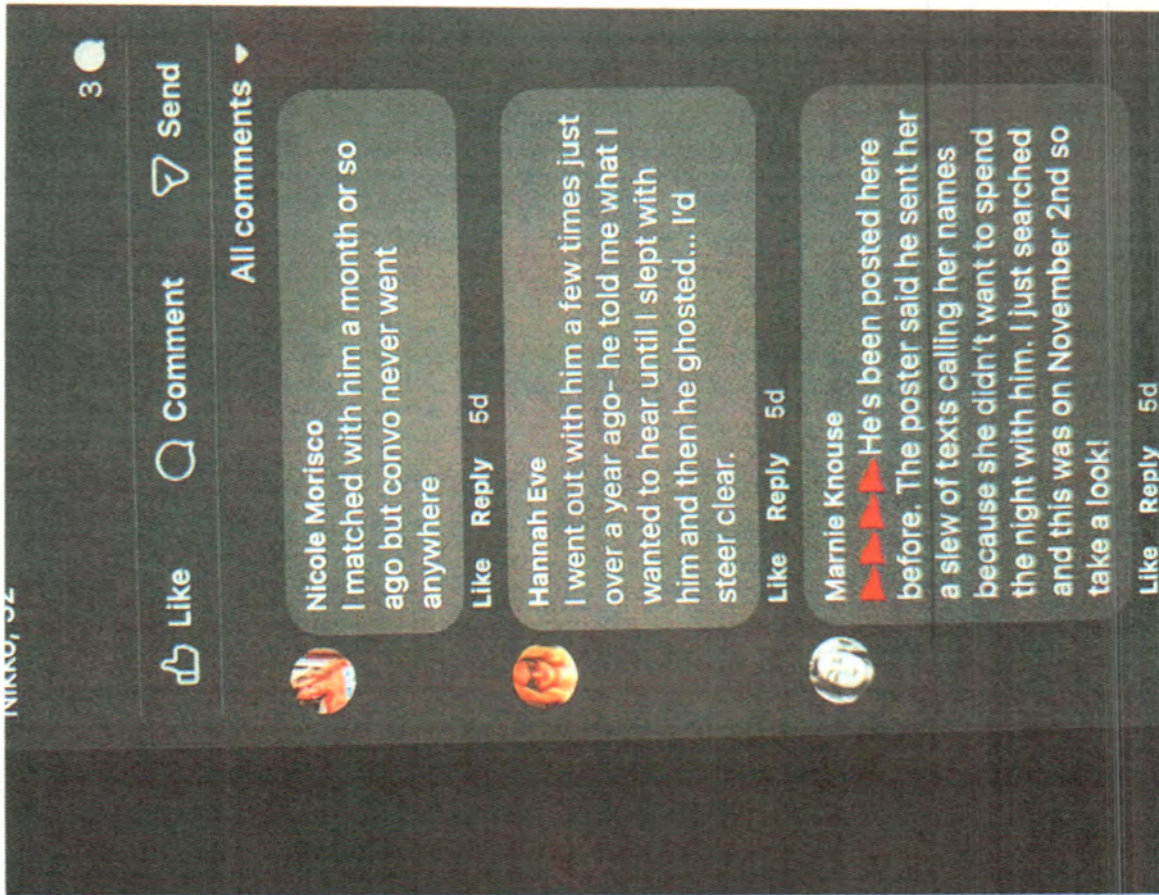 Nikko, 32
3
Like Comment Send
All comments
Nicole Morisco
I matched with him a month or so
ago but convo never went
anywhere
Like Reply 5d
Hannah Eve
I went out with him a few times just
over a year ago- he told me what I
wanted to hear until I slept with
him and then he ghosted... I'd
steer clear.
Like Reply 5d
Marnie Knouse
🔺🔺🔺🔺He's been posted here
before. The poster said he sent her
a slew of texts calling her names
because she didn't want to spend
the night with him. I just searched
and this was on November 2nd so
take a look!
Like Reply 5d